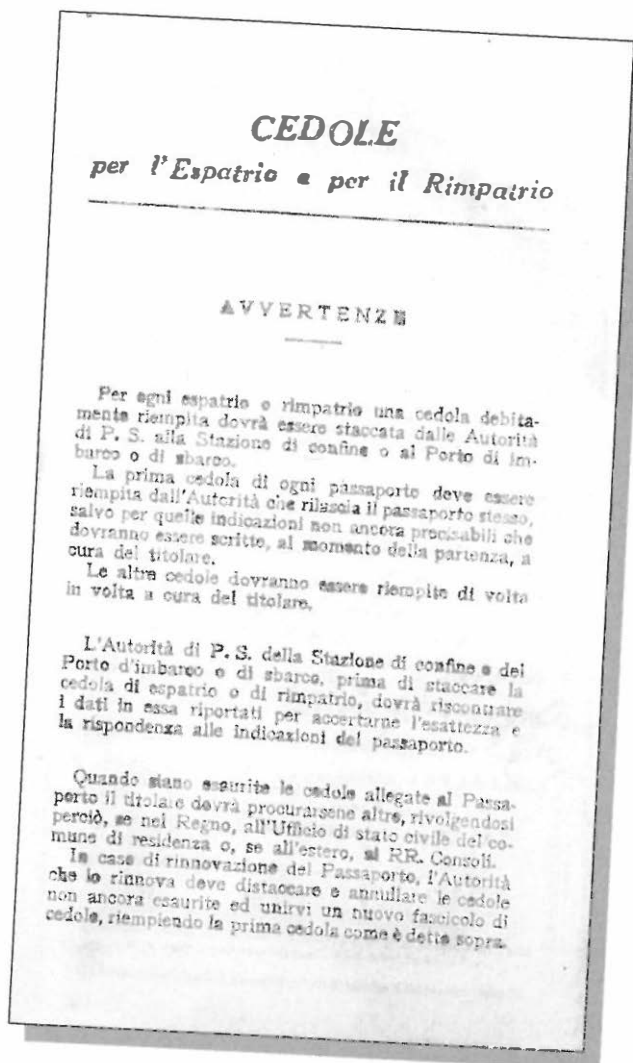 CEDOLE
per l'Espatrio e per il Rimpatrio
AVVERTENZE
Per ogni espatrio o rimpatrio una cedola debita-
mente riempita dovrà essere staccata dalle Autorità
di P. S. alla Stazione di confine o al Porto di im-
barco o di sbarco.
La prima cedola di ogni passaporto deve essere
riempita dall'Autorità che rilascia il passaporto stesso,
salvo per quelle indicazioni non ancora precisabili che
dovranno essere scritte, al momento della partenza, a
cura del titolare.
Le altre cedole dovranno essere riempite di volta
in volta a cura del titolare.
L'Autorità di P. S. della Stazione di confine e del
Porto d'imbarco o di sbarco, prima di staccare la
cedola di espatrio o di rimpatrio, dovrà riscontrare
i dati in essa riportati per accertarne l'esattezza e
la rispondenza alle indicazioni del passaporto.
Quando siano esaurite le cedole allegate al Passa-
porto il titolare dovrà procurarsene altre, rivolgendosi
perciò, se nel Regno, all'Ufficio di stato civile del co-
mune di residenza o, se all'estero, ai RR. Consoli.
In caso di rinnovazione del Passaporto, l'Autorità
che lo rinnova deve distaccare e annullare le cedole
non ancora esaurite ed unirvi un nuovo fascicolo di
cedole, riempiendo la prima cedola come è detto sopra.